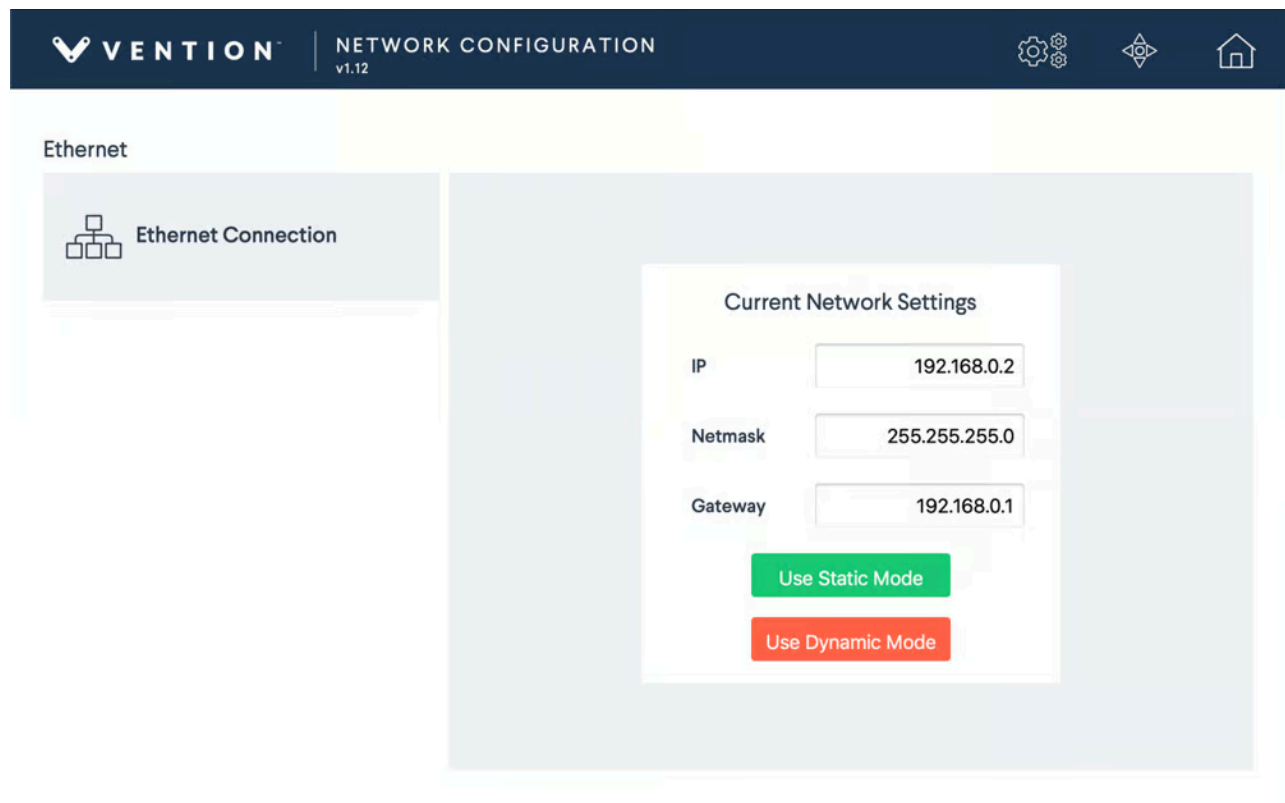 VENTION
NETWORK CONFIGURATION
v1.12
Ethernet
Ethernet Connection
Current Network Settings
IP 192.168.0.2
Netmask 255.255.255.0
Gateway 192.168.0.1
Use Static Mode
Use Dynamic Mode